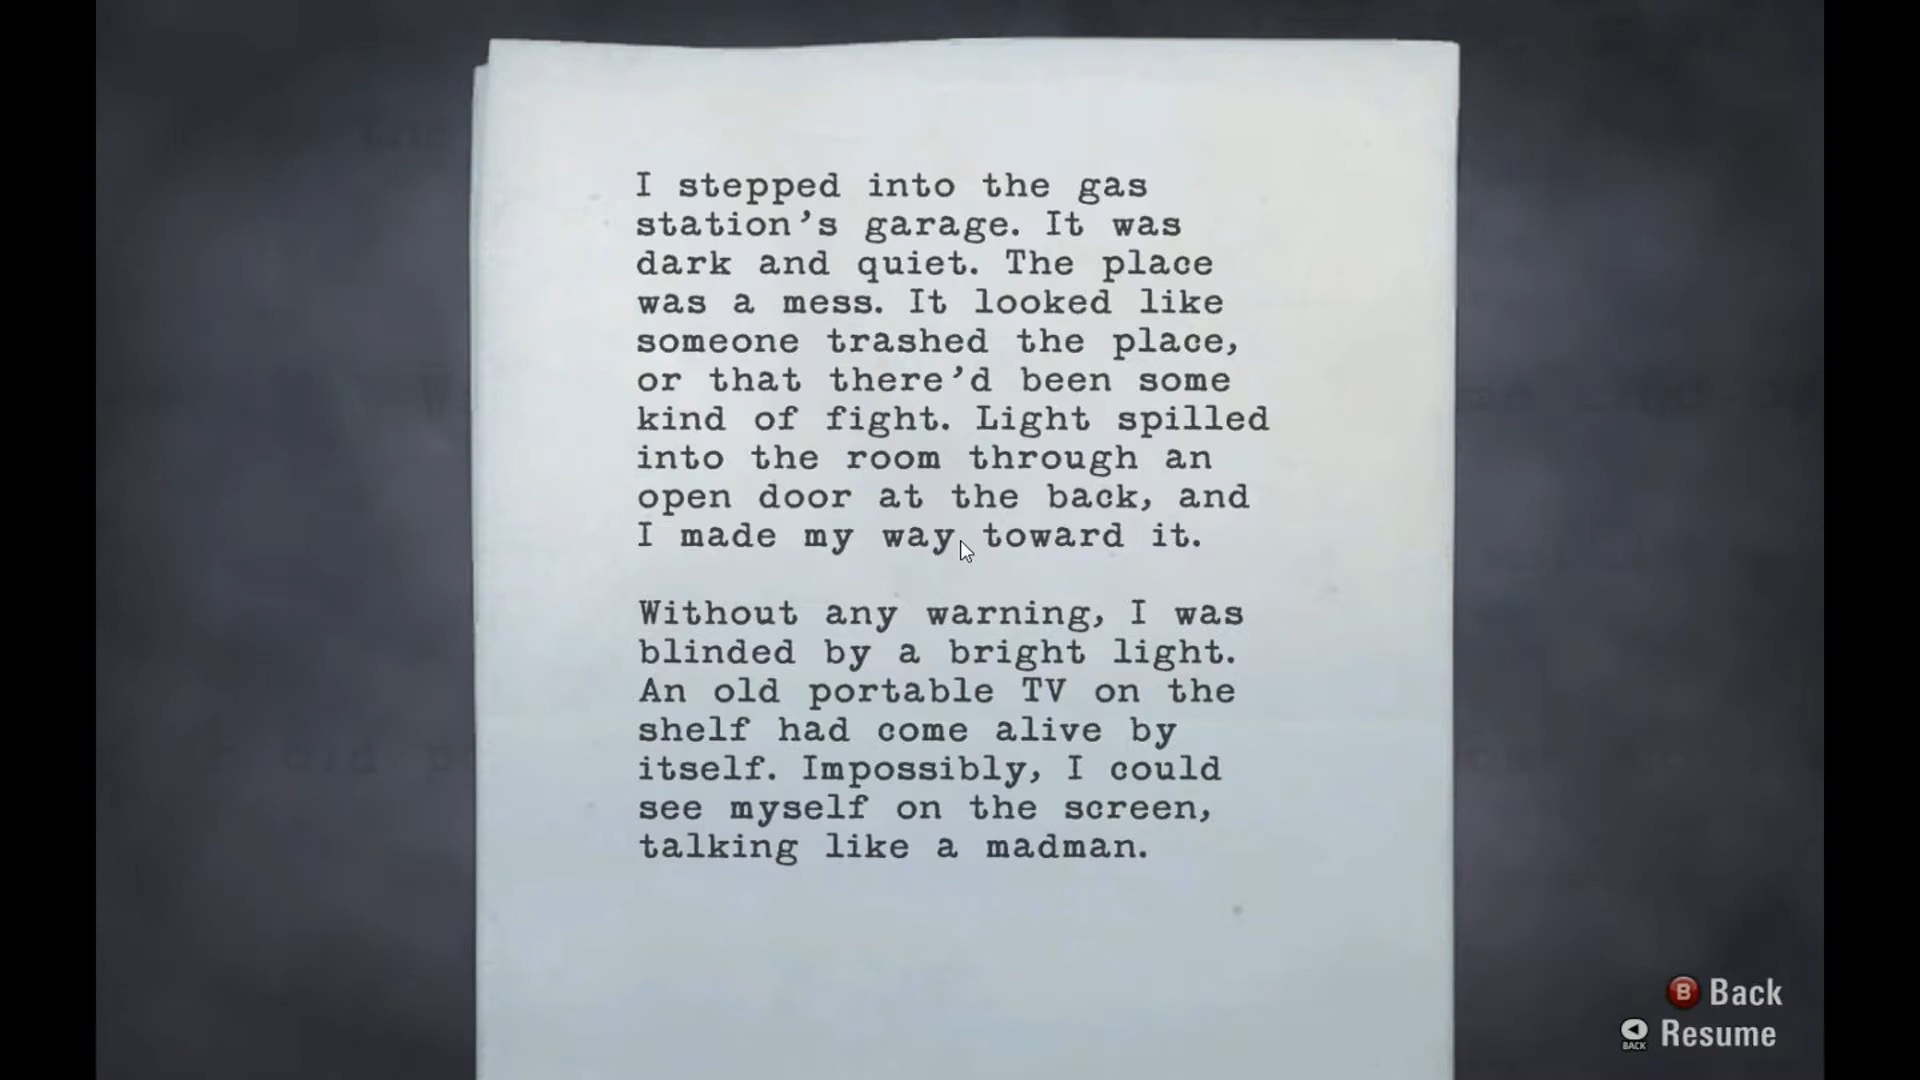 I stepped into the gas
station's garage. It was
dark and quiet. The place
was a mess. It looked like
someone trashed the place,
or that there'd been some
kind of fight. Light spilled
into the room through an
open door at the back, and
I made my way toward it.
Without any warning, I was
blinded by a bright light.
An old portable TV on the
shelf had come alive by
itself. Impossibly, I could
see myself on the screen,
talking like a madman.
B Back
BACK Resume